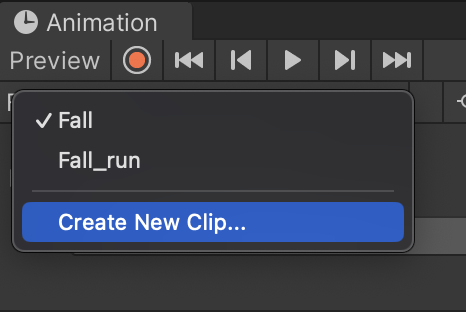 Animation
Preview
Fall
Fall_run
Create New Clip...